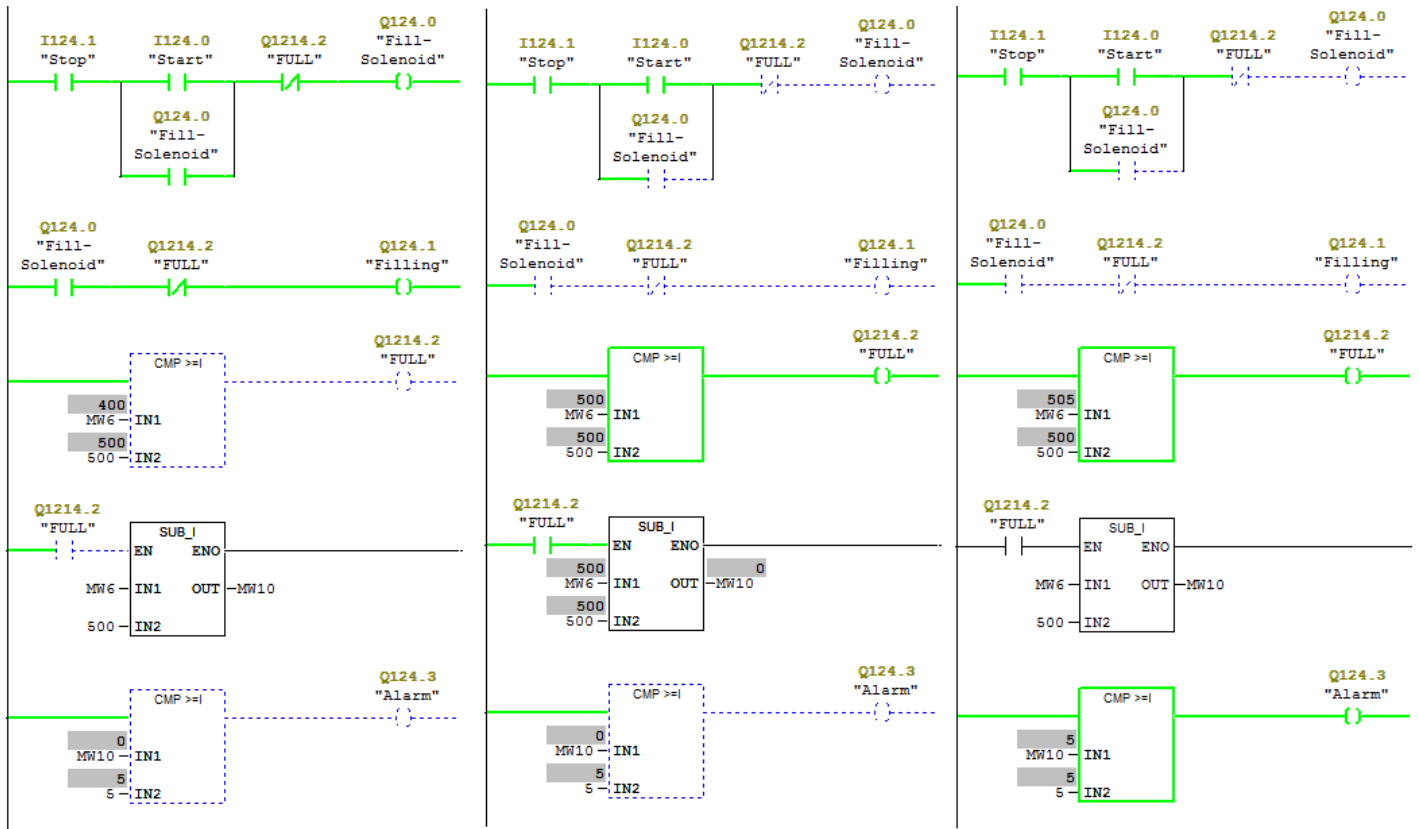 Q124.0
I124.1 I124.0 Q1214.2 "Fill-
"Stop" "Start" "FULL" Solenoid"
Q124.0
"Fill-
Solenoid"
Q124.0
"Fill- Q1214.2 Q124.1
Solenoid" "FULL" "Filling"
Q1214.2
CMP >=I "FULL"
400
MW6 IN1
500
500 IN2
Q1214.2
"FULL" SUB_I
EN ENO
MW6 IN1 OUT MW10
500 IN2
Q124.3
CMP >=I "Alarm"
0
MW10 IN1
5
5 IN2
Q124.0
I124.1 I124.0 Q1214.2 "Fill-
"Stop" "Start" "FULL" Solenoid"
Q124.0
"Fill-
Solenoid"
Q124.0
"Fill- Q1214.2 Q124.1
Solenoid" "FULL" "Filling"
Q1214.2
CMP >=I "FULL"
500
MW6 IN1
500
500 IN2
Q1214.2
"FULL" SUB_I
EN ENO
500 0
MW6 IN1 OUT MW10
500
500 IN2
Q124.3
CMP >=I "Alarm"
0
MW10 IN1
5
5 IN2
Q124.0
I124.1 I124.0 Q1214.2 "Fill-
"Stop" "Start" "FULL" Solenoid"
Q124.0
"Fill-
Solenoid"
Q124.0
"Fill- Q1214.2 Q124.1
Solenoid" "FULL" "Filling"
Q1214.2
CMP >=I "FULL"
505
MW6 IN1
500
500 IN2
Q1214.2
"FULL" SUB_I
EN ENO
MW6 IN1 OUT MW10
500 IN2
Q124.3
CMP >=I "Alarm"
5
MW10 IN1
5
5 IN2